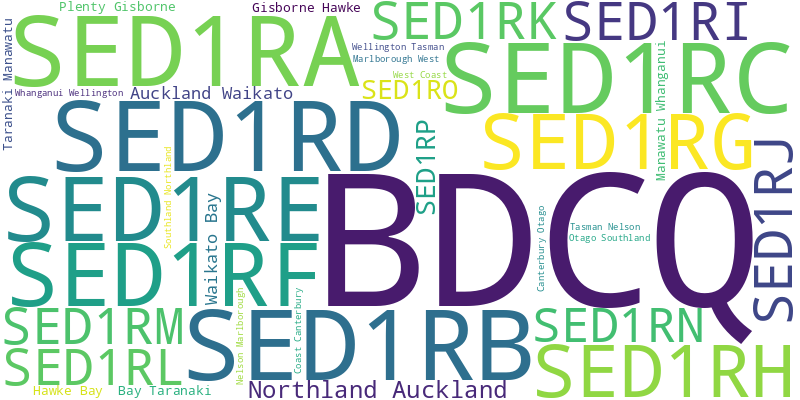 Plenty Gisborne
Gisborne Hawke
SED1RK
SED1RI
SED1RA
Taranaki Manawatu
Wellington Tasman
Marlborough West
SED1RC
West Coast
SED1RO
Whanganui Wellington
Auckland Waikato
Manawatu Whanganui
SED1RD
SED1RG
SED1RP
SED1RJ
Southland Northland
SED1RE
BDCQ
Waikato Bay
Canterbury Otago
Tasman Nelson
Otago Southland
SED1RF
Nelson Marlborough
Coast Canterbury
SED1RM
SED1RB
SED1RN
SED1RL
SED1RH
Hawke Bay
Bay Taranaki
Northland Auckland